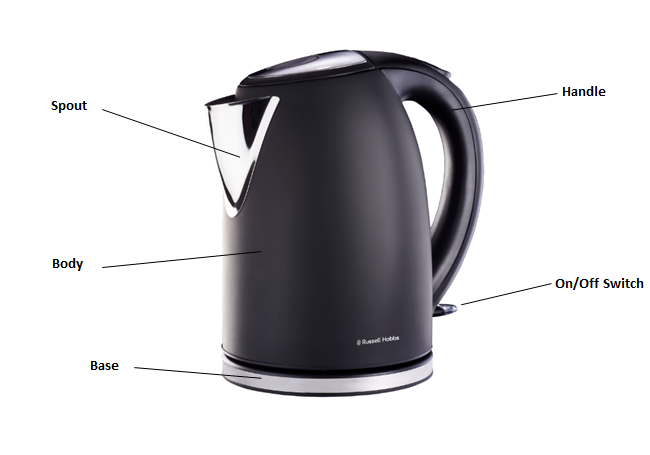 Handle
Spout
Body
On/Off Switch
Russell Hobbs
Base